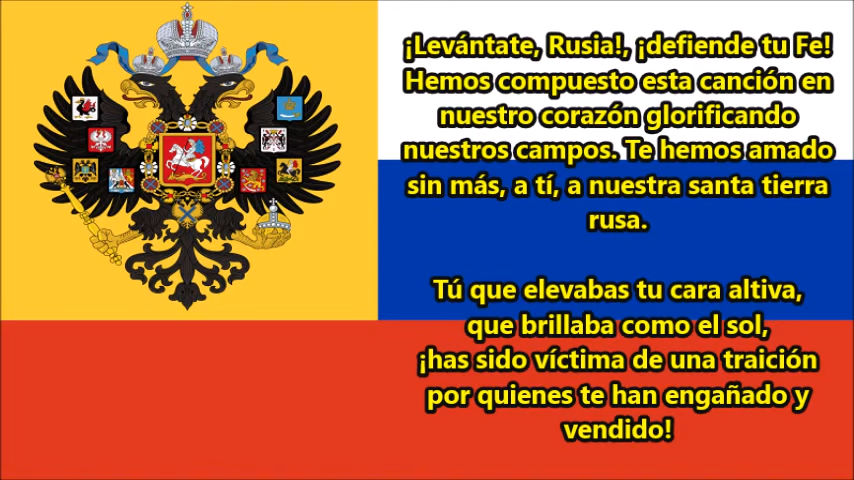 ¡Levántate, Rusia!, ¡defiende tu Fe!
Hemos compuesto esta canción en
nuestro corazón glorificando
nuestros campos. Te hemos amado
sin más, a tí, a nuestra santa tierra
rusa.
Tú que elevabas tu cara altiva,
que brillaba como el sol,
¡has sido víctima de una traición
por quienes te han engañado y
vendido!